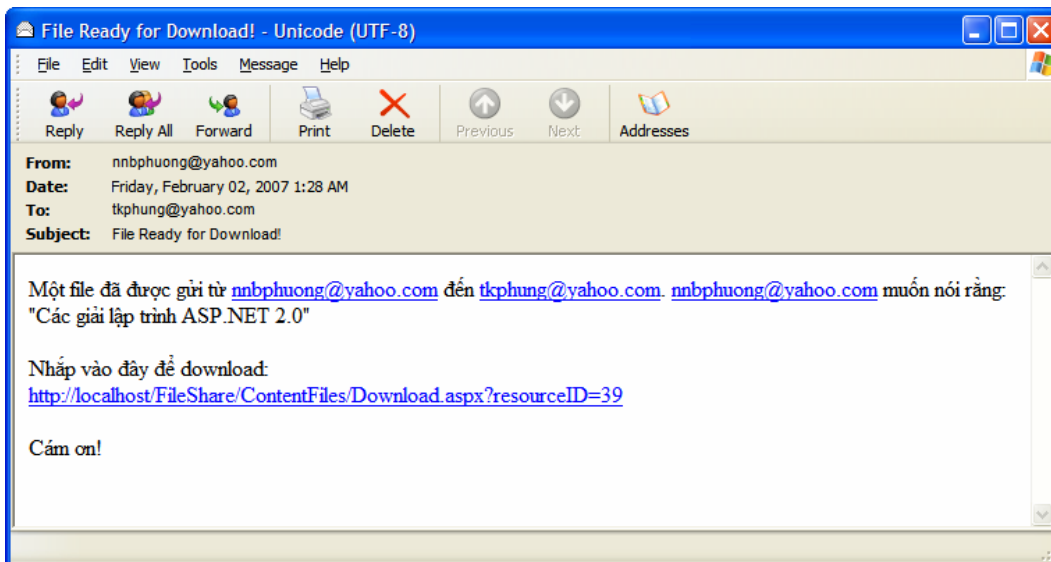 File Ready for Download! - Unicode (UTF-8)
File Edit View Tools Message Help
Reply Reply All Forward Print Delete Previous Next Addresses
From: nnbphuong@yahoo.com
Date: Friday, February 02, 2007 1:28 AM
To: tkphung@yahoo.com
Subject: File Ready for Download!
Một file đã được gửi từ nnbphuong@yahoo.com đến tkphung@yahoo.com. nnbphuong@yahoo.com muốn nói rằng:
"Các giải lập trình ASP.NET 2.0"
Nhắp vào đây để download:
http://localhost/FileShare/ContentFiles/Download.aspx?resourceID=39
Cám ơn!